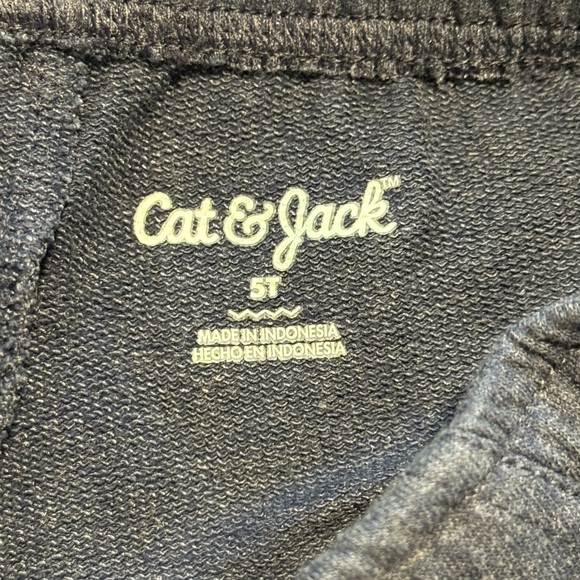 Cat & Jack™
5T
MADE IN INDONESIA
HECHO EN INDONESIA